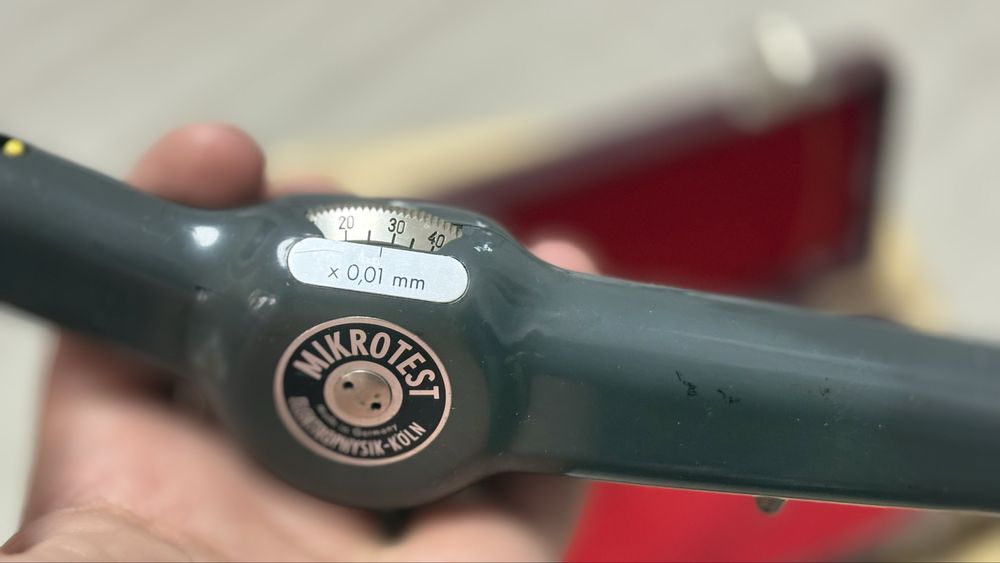 20 30 40
x 0,01 mm
MIKROTEST
made in Germany
ELEKTROPHYSIK-KÖLN